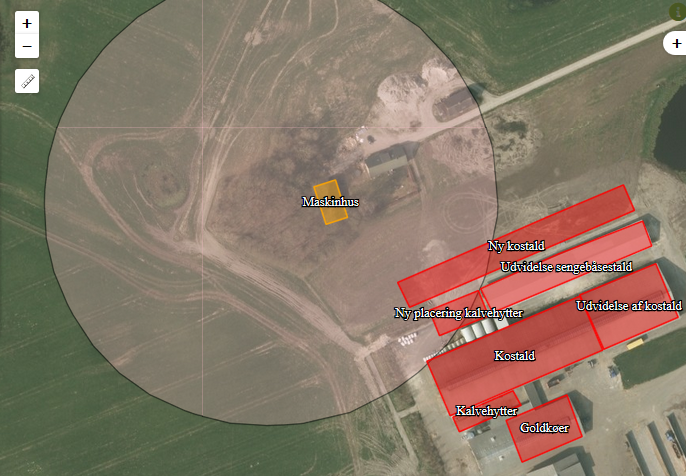 +
−
i
+
Maskinhus
Ny kostald
Udvidelse sengebåsestald
Ny placering kalvehytter
Udvidelse af kostald
Kostald
Kalvehytter
Goldkøer